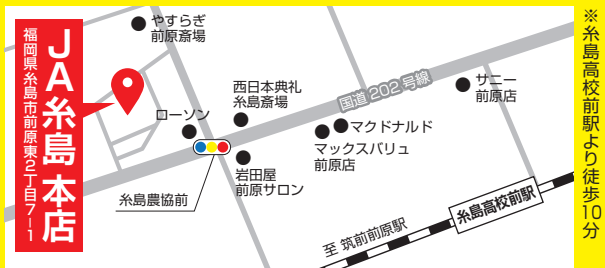 JA糸島 本店
福岡県糸島市前原東2丁目7−1
やすらぎ
前原斎場
ローソン
西日本典礼
糸島斎場
国道 202 号線
サニー
前原店
マクドナルド
マックスバリュ
前原店
岩田屋
前原サロン
糸島農協前
糸島高校前駅
至 筑前前原駅
※糸島高校前駅より徒歩10分